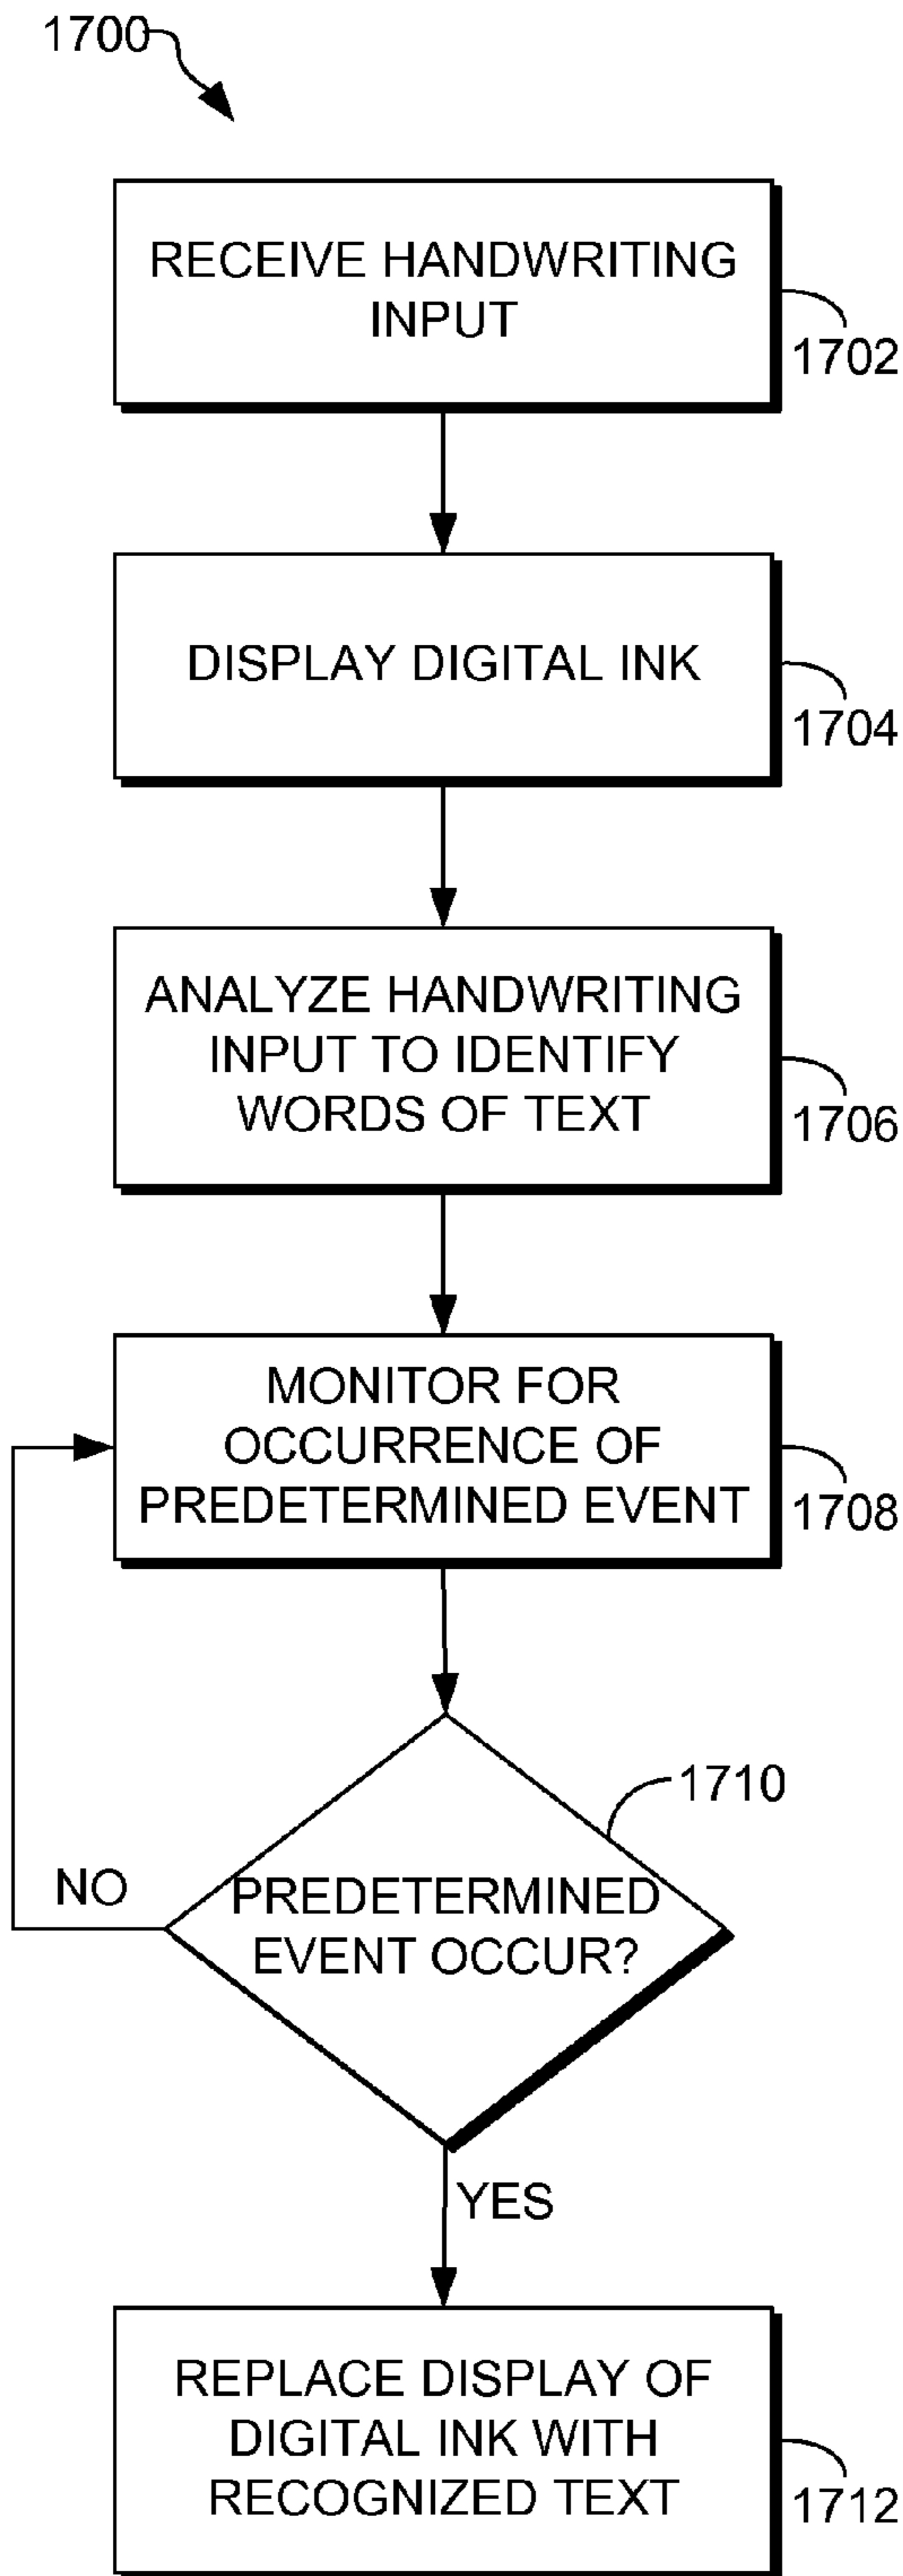 1700
RECEIVE HANDWRITING
INPUT
1702
DISPLAY DIGITAL INK
1704
ANALYZE HANDWRITING
INPUT TO IDENTIFY
WORDS OF TEXT
1706
MONITOR FOR
OCCURRENCE OF
PREDETERMINED EVENT
1708
1710
NO
PREDETERMINED
EVENT OCCUR?
YES
REPLACE DISPLAY OF
DIGITAL INK WITH
RECOGNIZED TEXT
1712